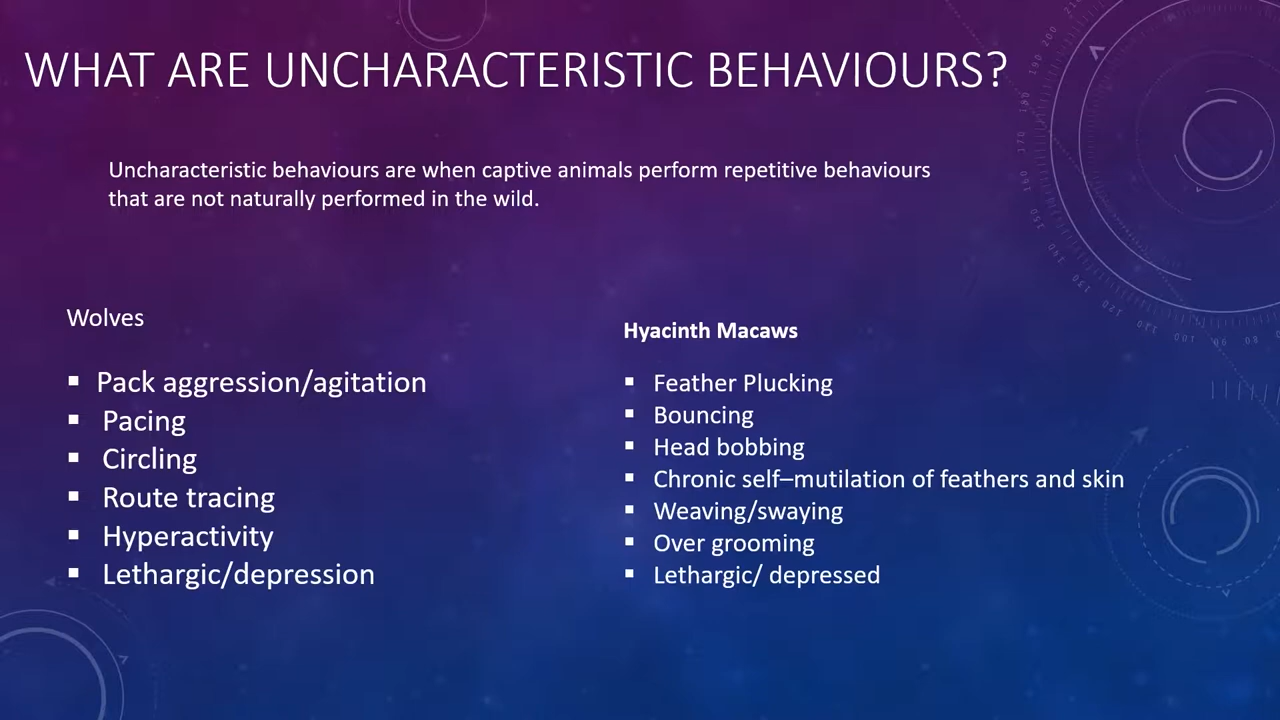 WHAT ARE UNCHARACTERISTIC BEHAVIOURS?
Uncharacteristic behaviours are when captive animals perform repetitive behaviours
that are not naturally performed in the wild.
Wolves
▪ Pack aggression/agitation
▪ Pacing
▪ Circling
▪ Route tracing
▪ Hyperactivity
▪ Lethargic/depression
Hyacinth Macaws
▪ Feather Plucking
▪ Bouncing
▪ Head bobbing
▪ Chronic self–mutilation of feathers and skin
▪ Weaving/swaying
▪ Over grooming
▪ Lethargic/ depressed